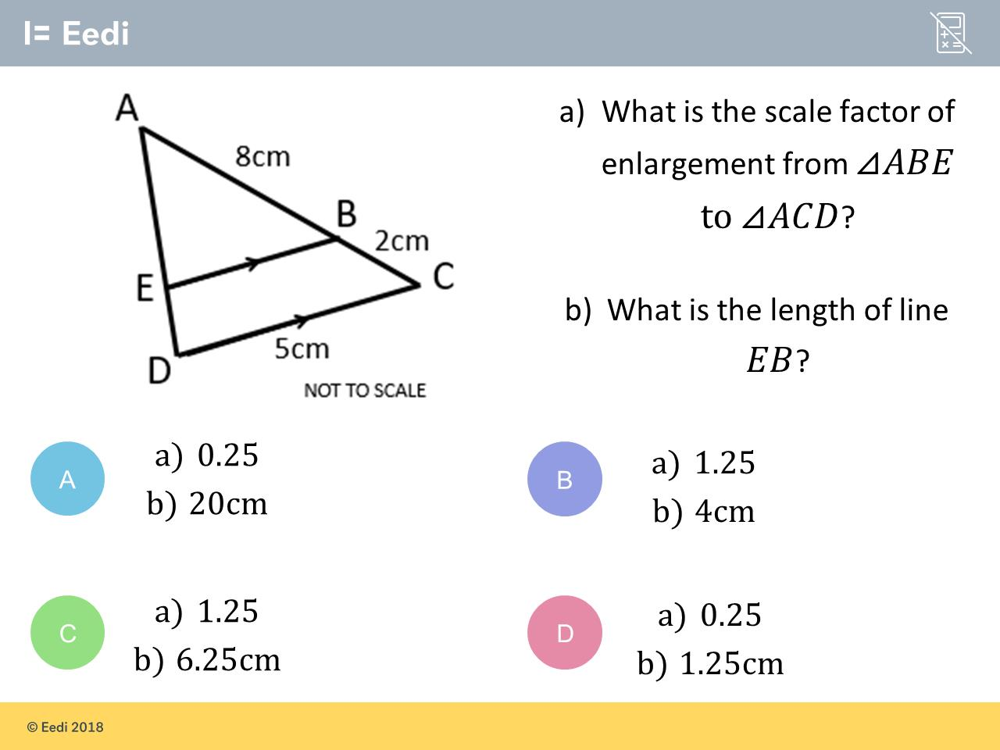 Eedi
A
8cm
B
2cm
C
E
5cm
D
NOT TO SCALE
a) What is the scale factor of
enlargement from ⊿ABE
to ⊿ACD?
b) What is the length of line
EB?
A
a) 0.25
b) 20cm
B
a) 1.25
b) 4cm
C
a) 1.25
b) 6.25cm
D
a) 0.25
b) 1.25cm
© Eedi 2018